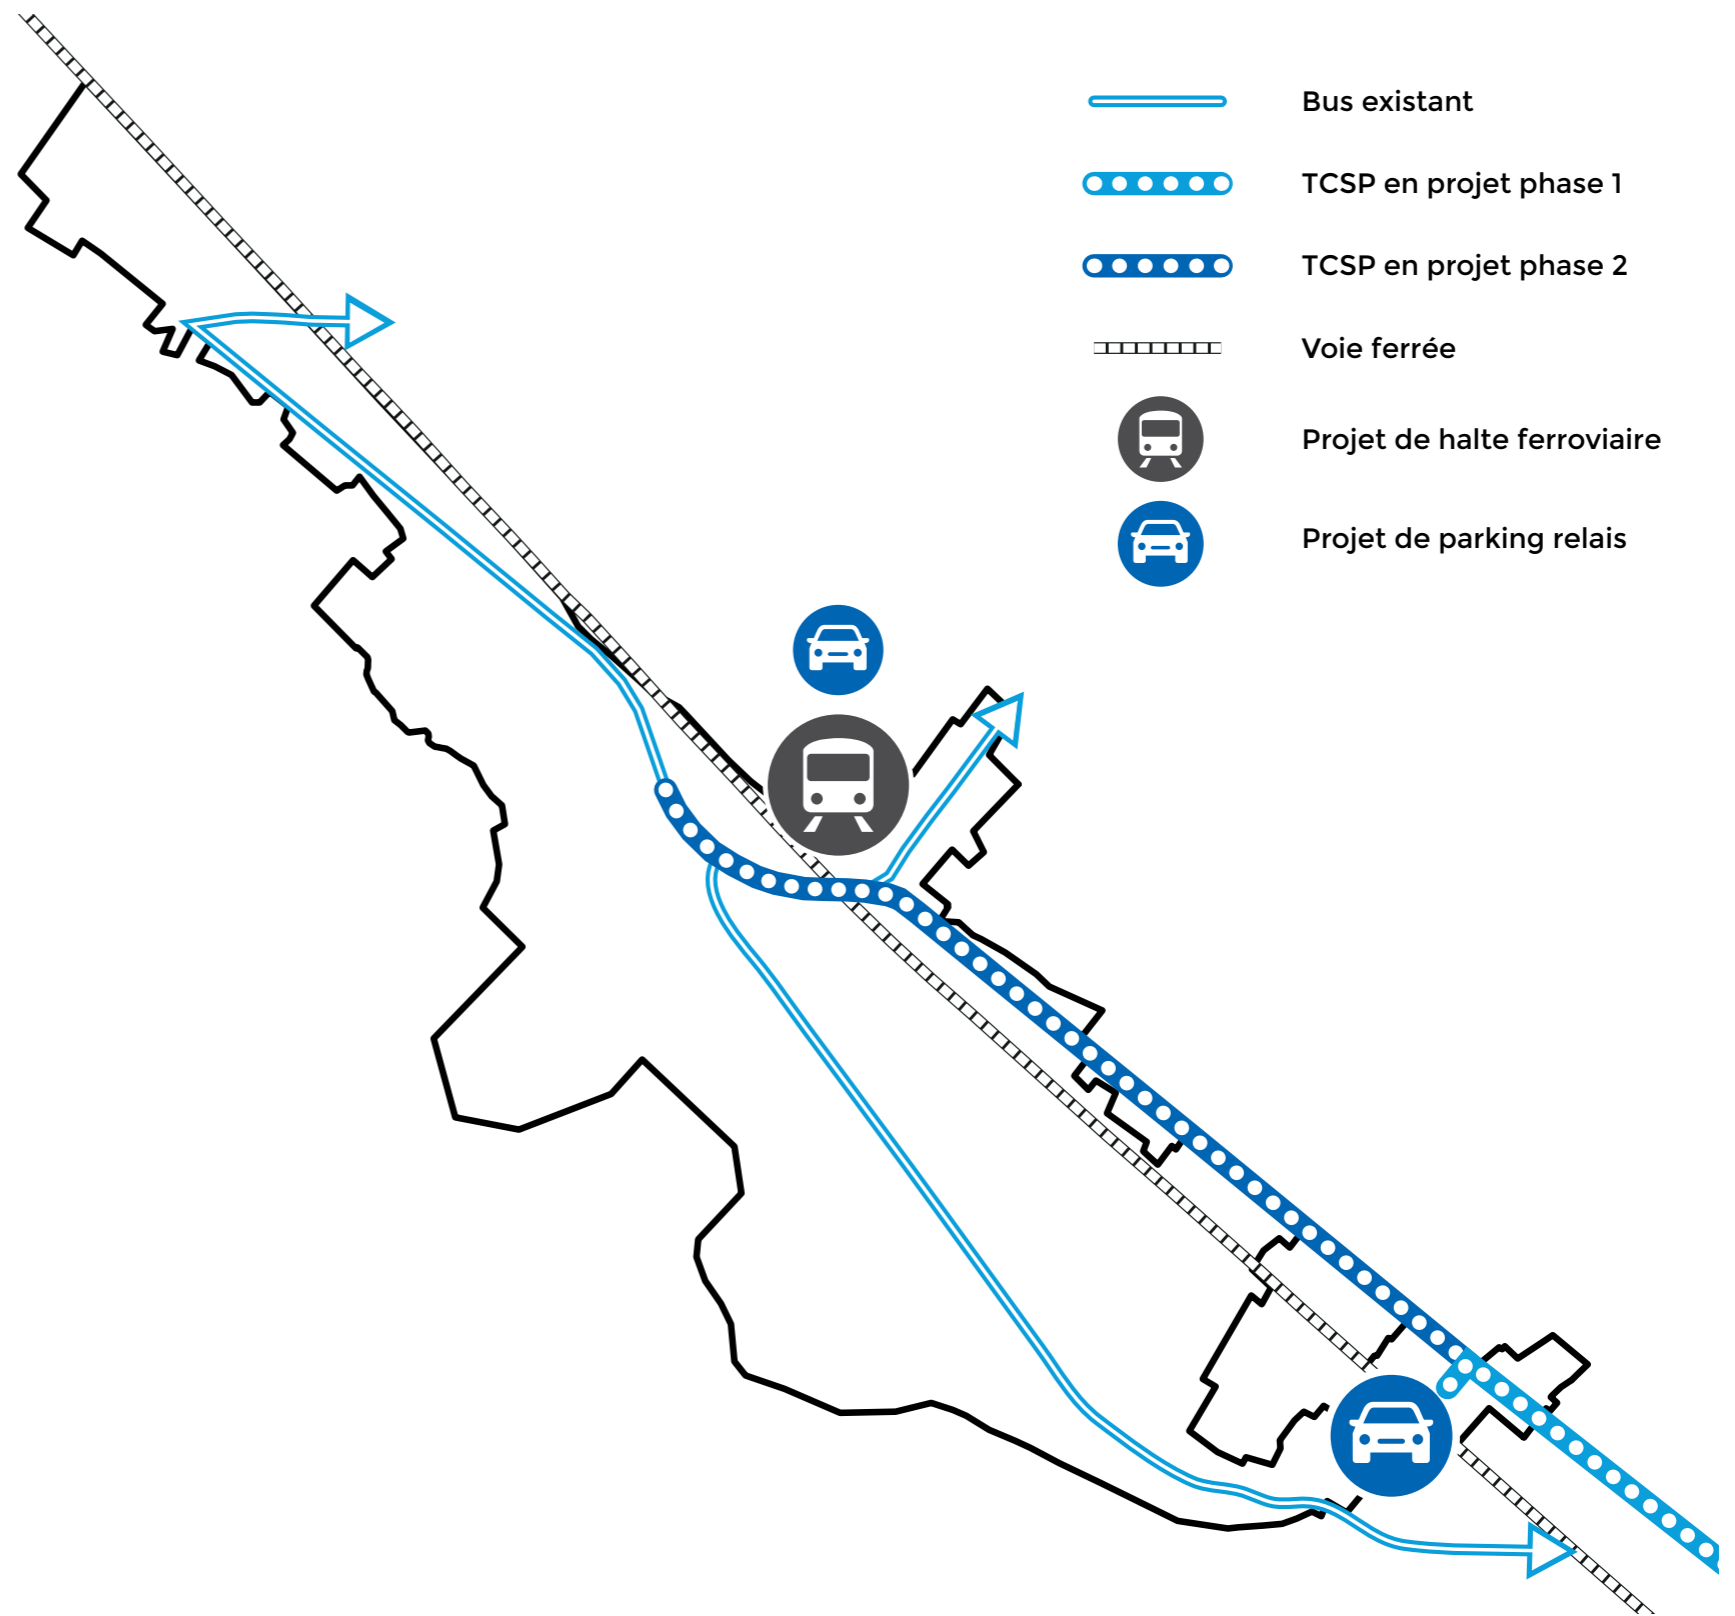 Bus existant
TCSP en projet phase 1
TCSP en projet phase 2
Voie ferrée
Projet de halte ferroviaire
Projet de parking relais